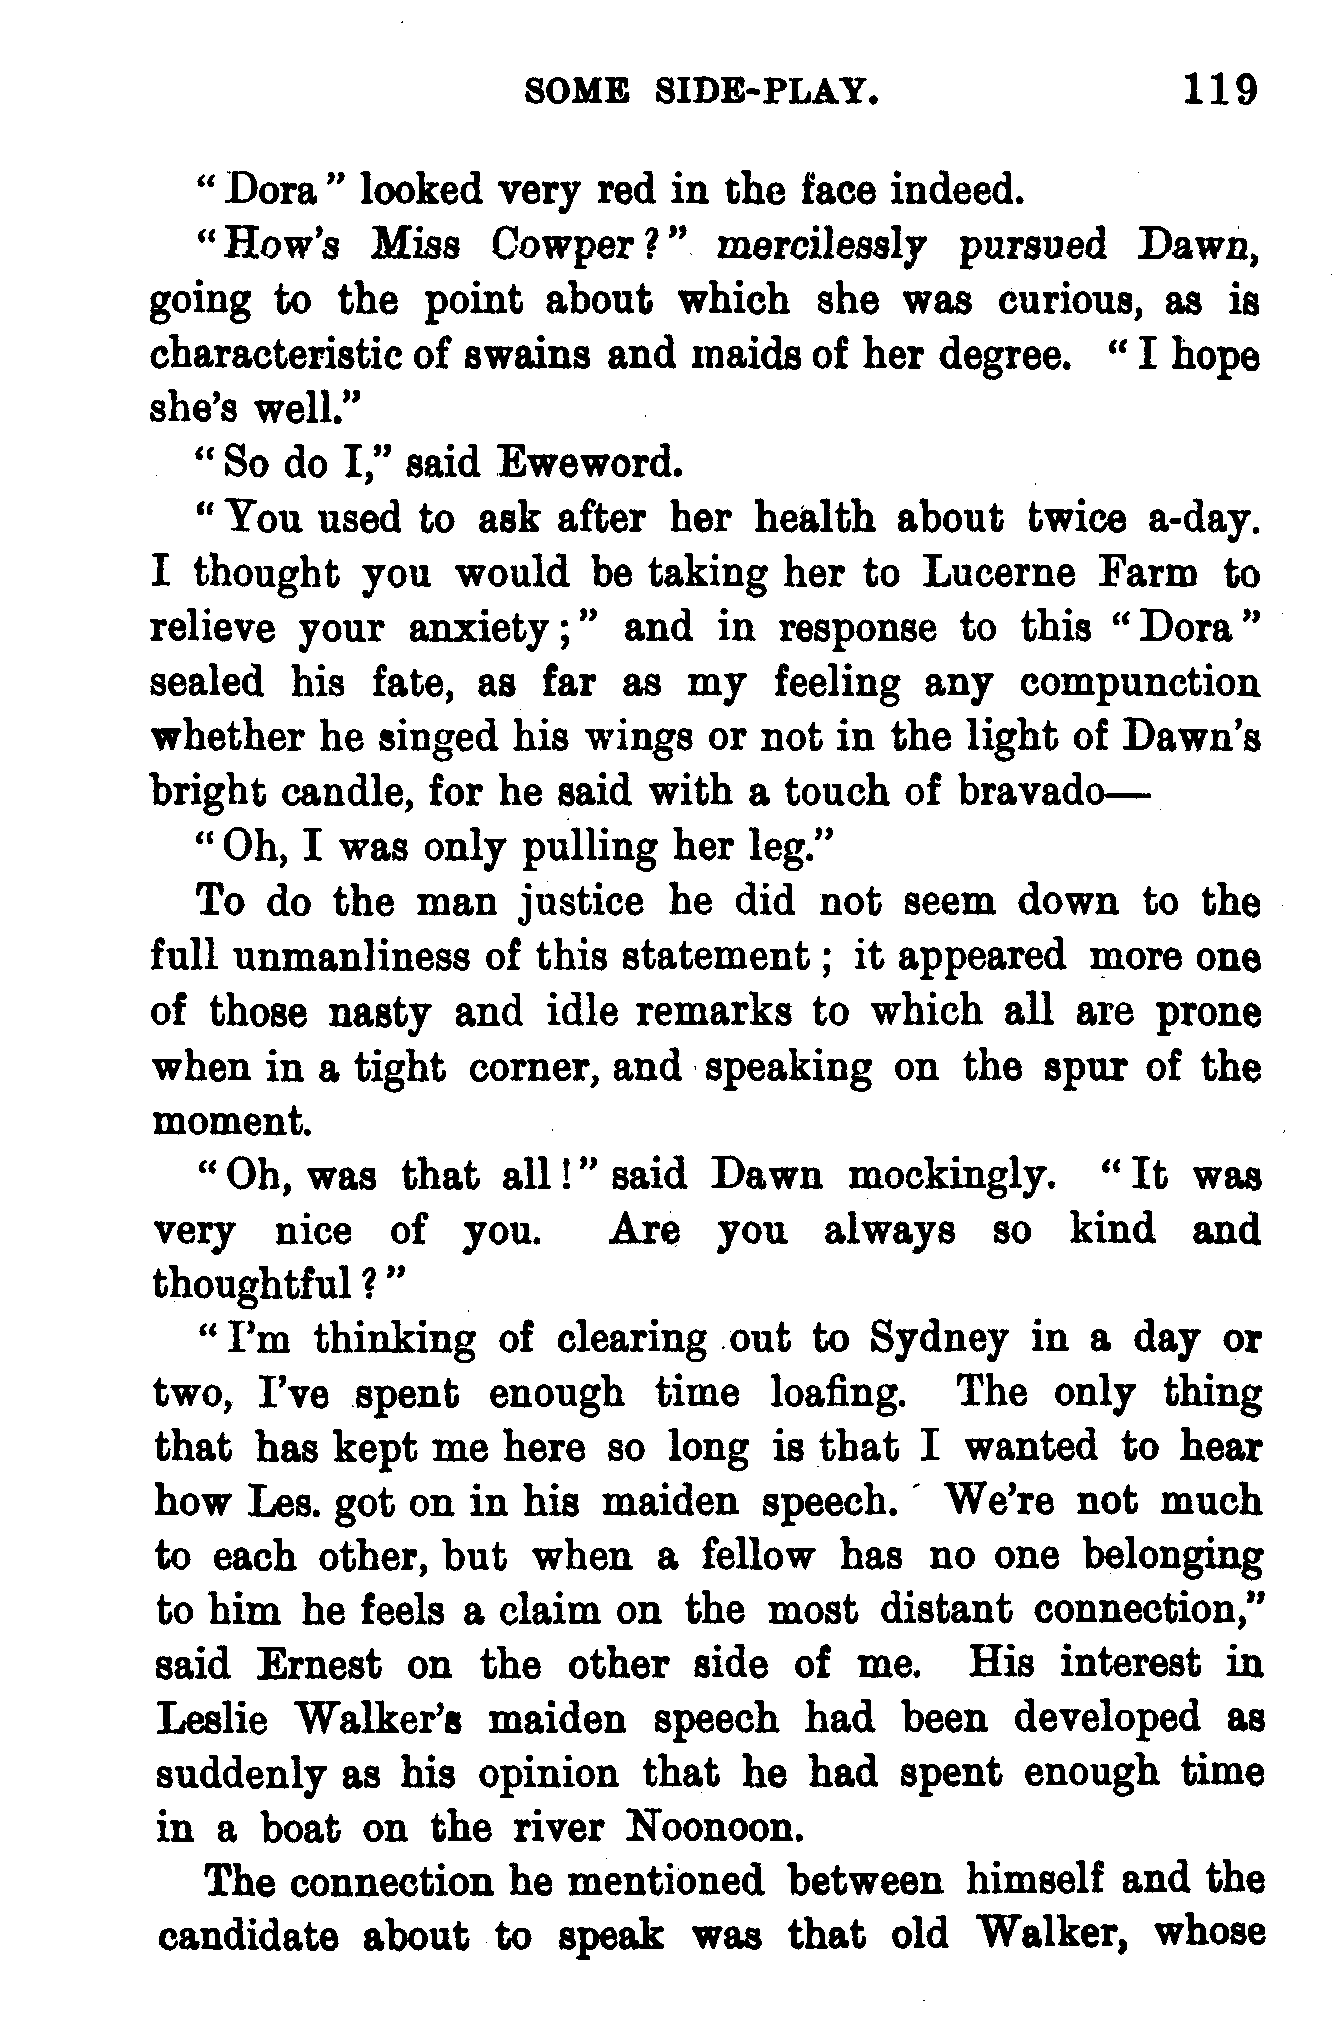 SOME SIDE-PLAY. 119
"Dora" looked very red in the face indeed.
"How's Miss Cowper?" mercilessly pursued Dawn,
going to the point about which she was curious, as is
characteristic of swains and maids of her degree. "I hope
she's well."
"So do I," said Eweword.
"You used to ask after her health about twice a-day.
I thought you would be taking her to Lucerne Farm to
relieve your anxiety;" and in response to this "Dora"
sealed his fate, as far as my feeling any compunction
whether he singed his wings or not in the light of Dawn's
bright candle, for he said with a touch of bravado—
"Oh, I was only pulling her leg."
To do the man justice he did not seem down to the
full unmanliness of this statement; it appeared more one
of those nasty and idle remarks to which all are prone
when in a tight corner, and speaking on the spur of the
moment.
"Oh, was that all!" said Dawn mockingly. "It was
very nice of you. Are you always so kind and
thoughtful?"
"I'm thinking of clearing out to Sydney in a day or
two, I've spent enough time loafing. The only thing
that has kept me here so long is that I wanted to hear
how Les. got on in his maiden speech. We're not much
to each other, but when a fellow has no one belonging
to him he feels a claim on the most distant connection,"
said Ernest on the other side of me. His interest in
Leslie Walker's maiden speech had been developed as
suddenly as his opinion that he had spent enough time
in a boat on the river Noonoon.
The connection he mentioned between himself and the
candidate about to speak was that old Walker, whose